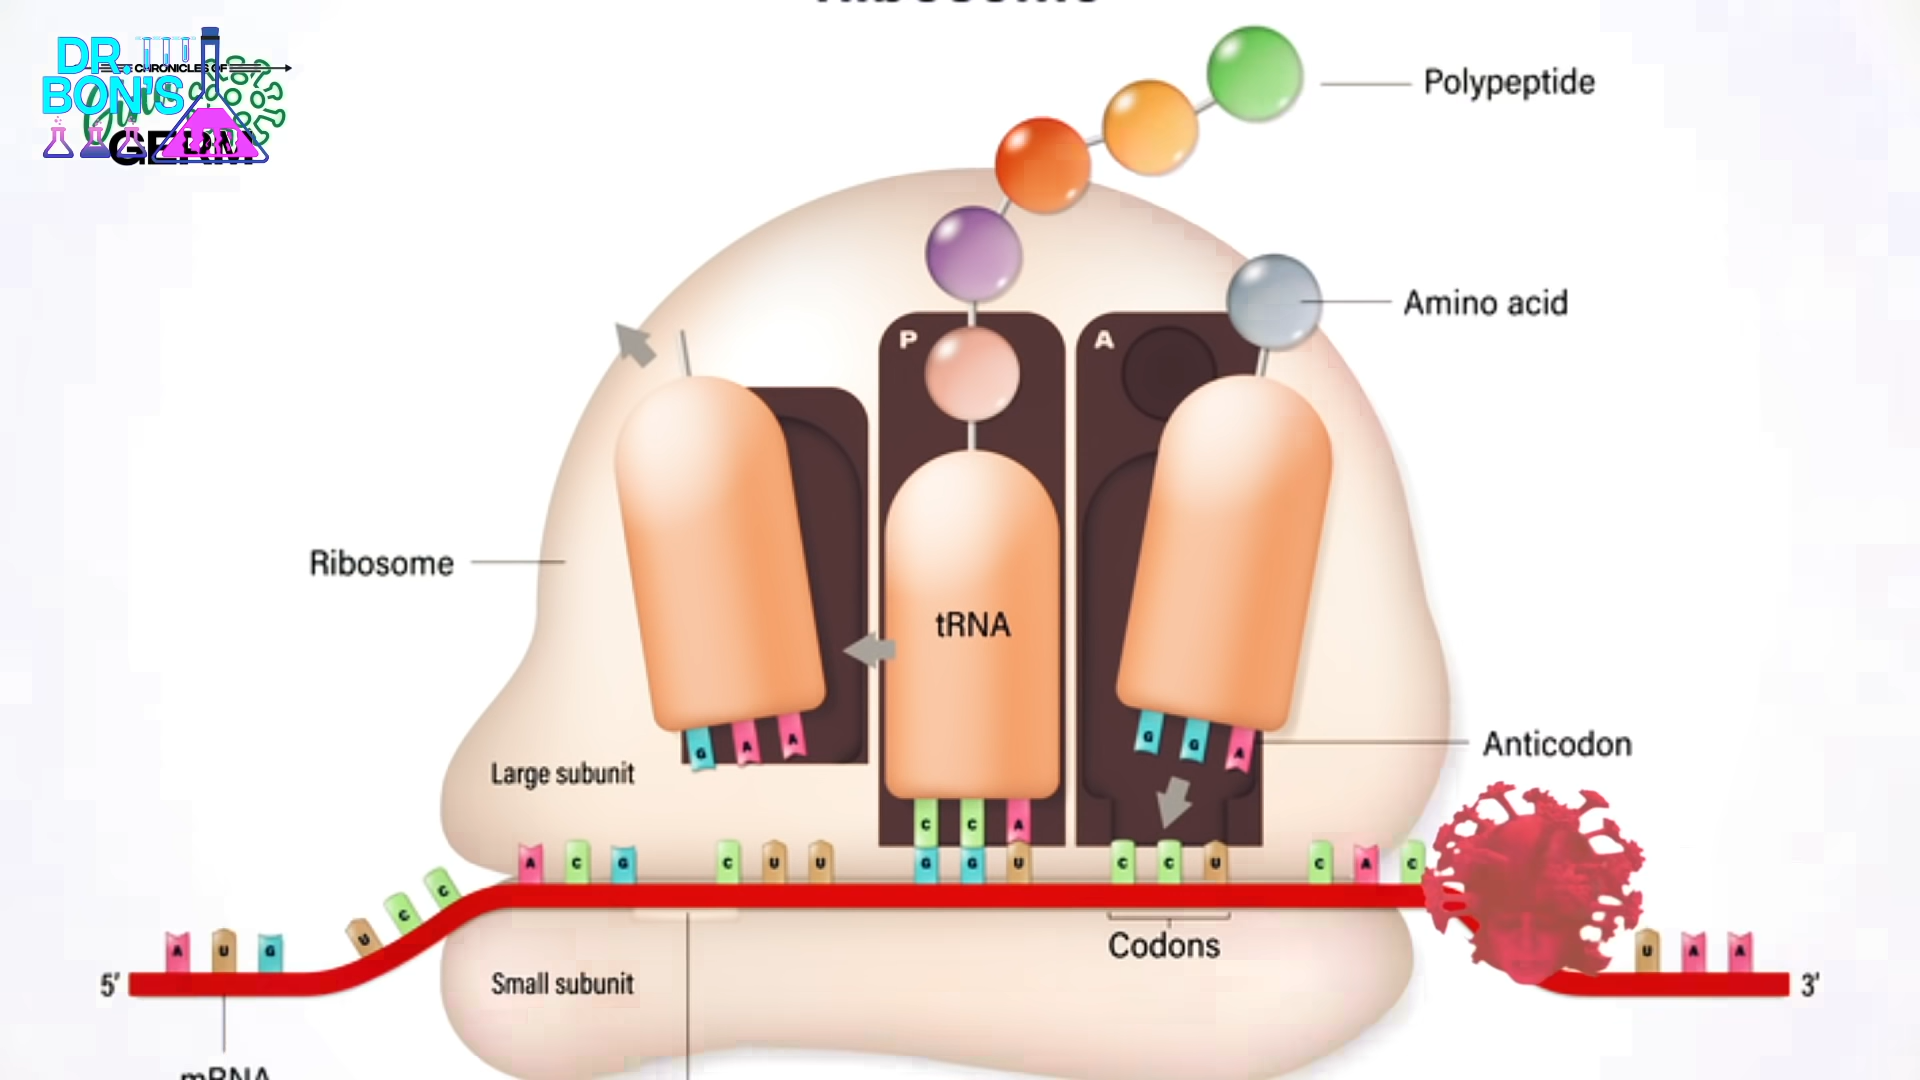 DR.
BON'S
CHRONICLES OF
GERM
Polypeptide
Amino acid
P
A
Ribosome
tRNA
G A A
G G A
Anticodon
Large subunit
C C A
A C G C U U G G U C C U C A C
U C C
A U G
U A A
Codons
5'
Small subunit
3'
mRNA